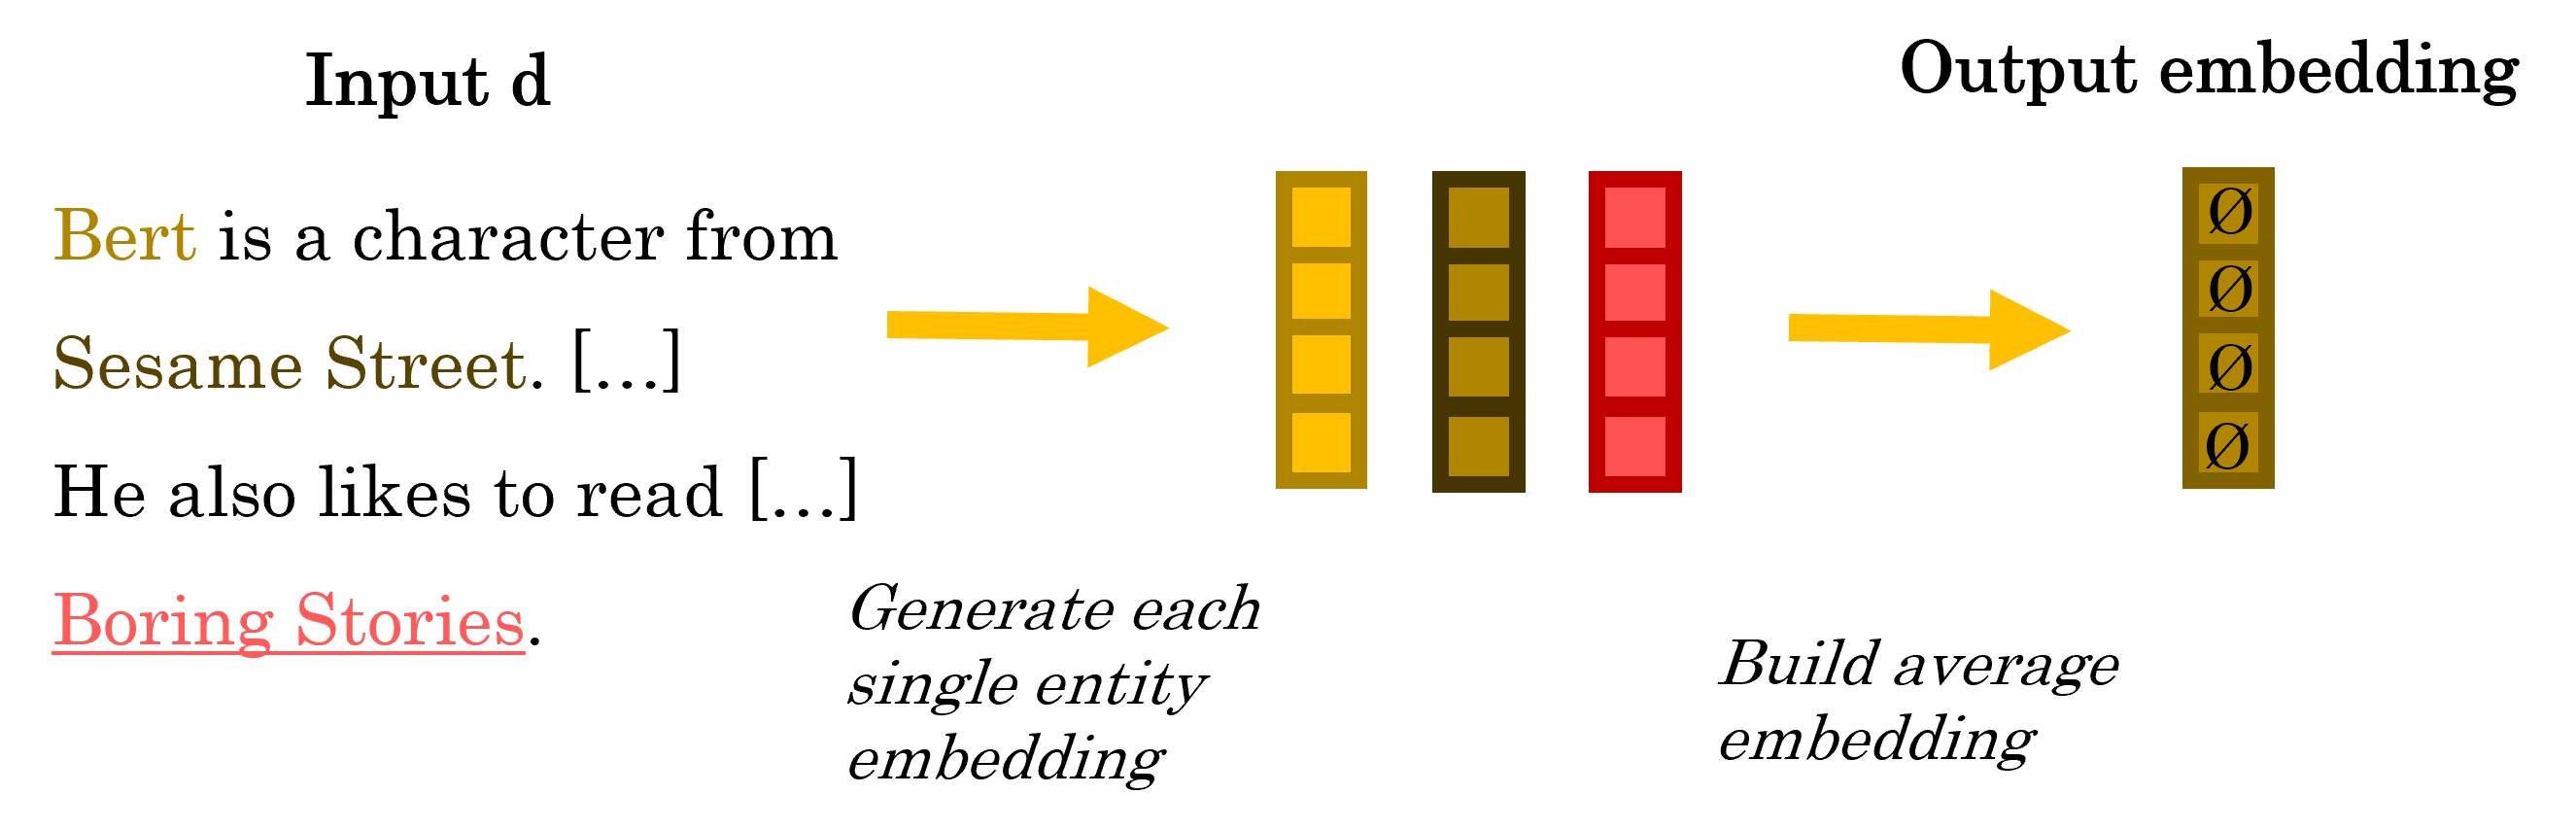 Input d
Output embedding
Bert is a character from
Sesame Street. […]
He also likes to read […]
Boring Stories.
Generate each
single entity
embedding
Build average
embedding
Ø
Ø
Ø
Ø